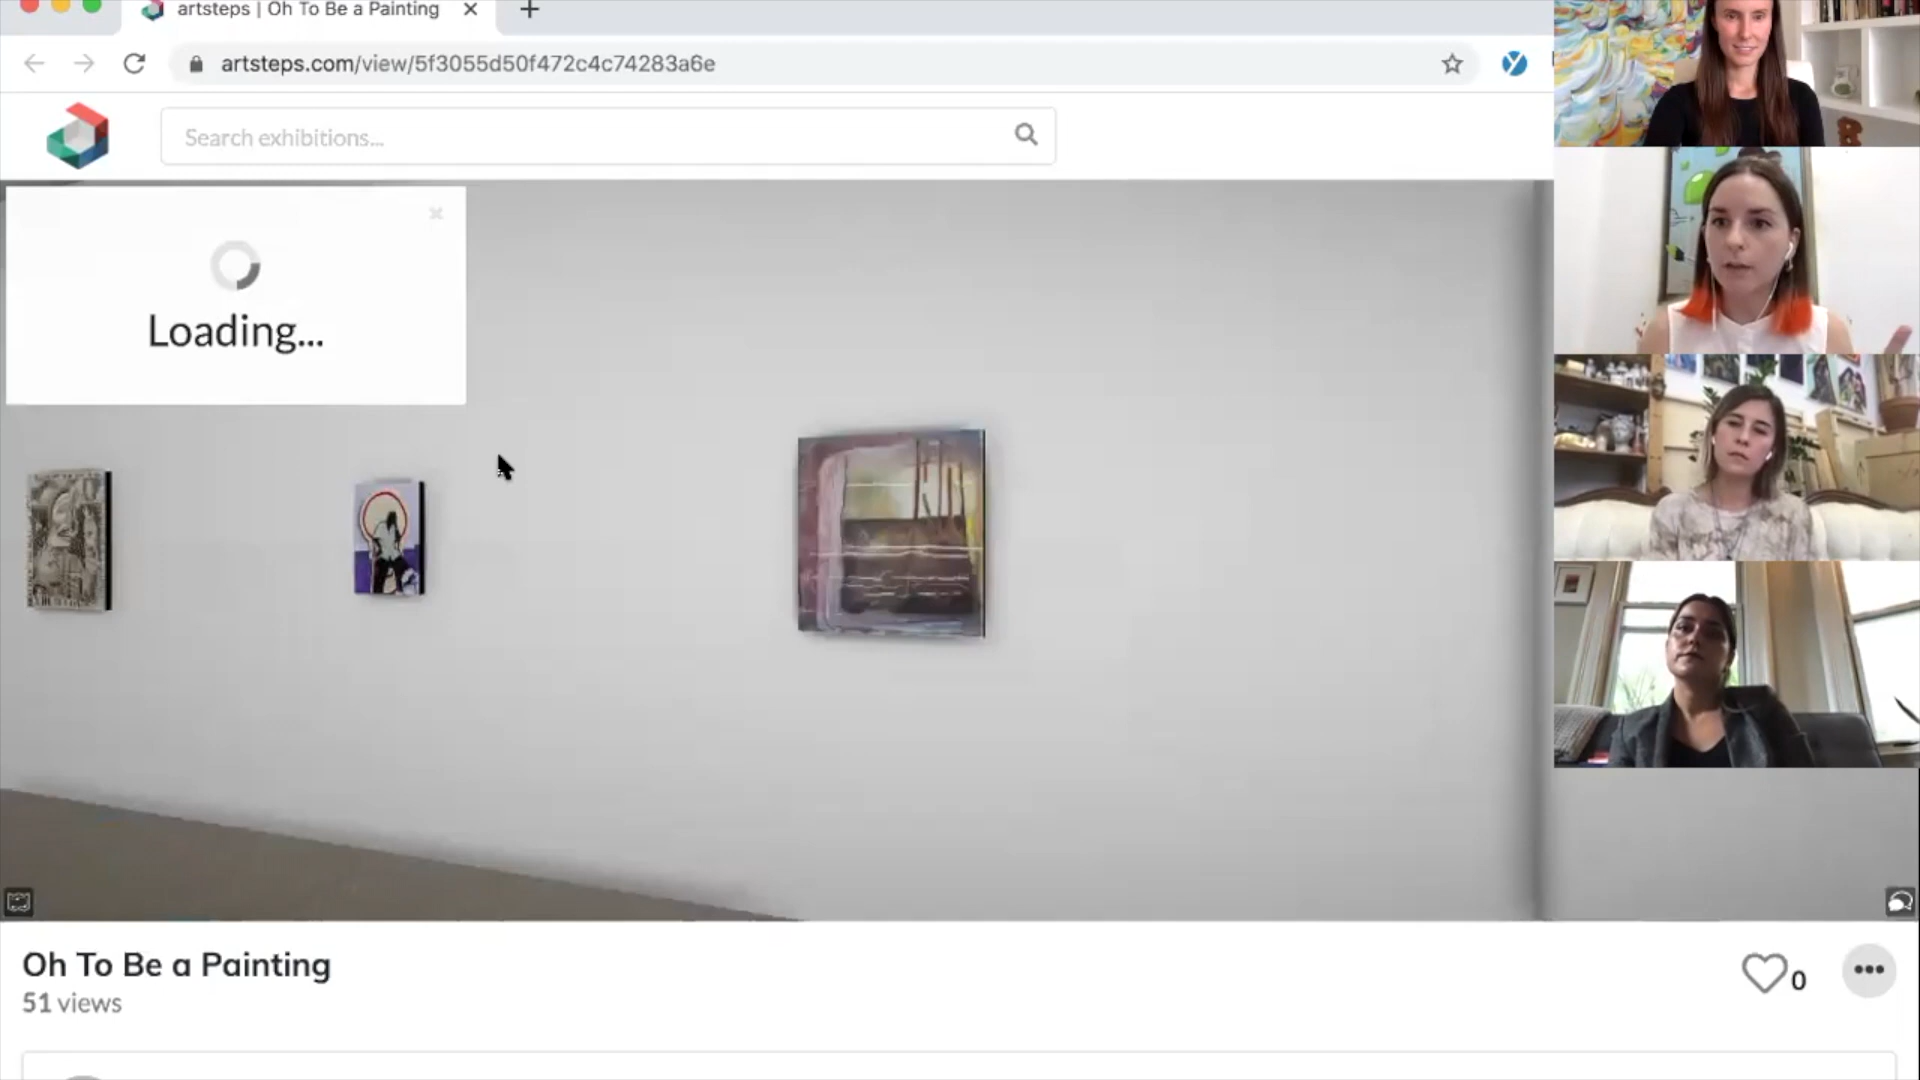 artsteps | Oh To Be a Painting
artsteps.com/view/5f3055d50f472c4c74283a6e
Search exhibitions...
Loading...
Oh To Be a Painting
51 views
0